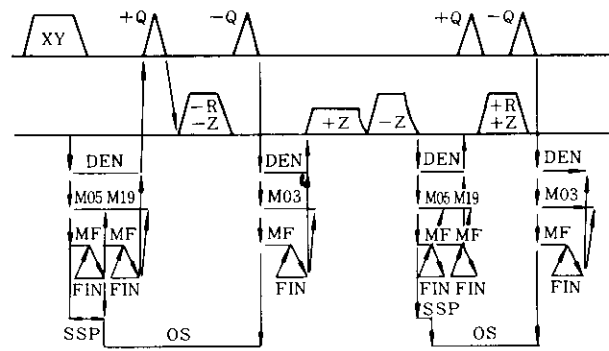 XY +Q −Q +Q −Q
−R −Z +Z −Z +R +Z
DEN DEN DEN DEN
M05 M19 M03 M05 M19 M03
MF MF MF MF MF MF
FIN FIN FIN FIN FIN FIN
SSP OS SSP OS